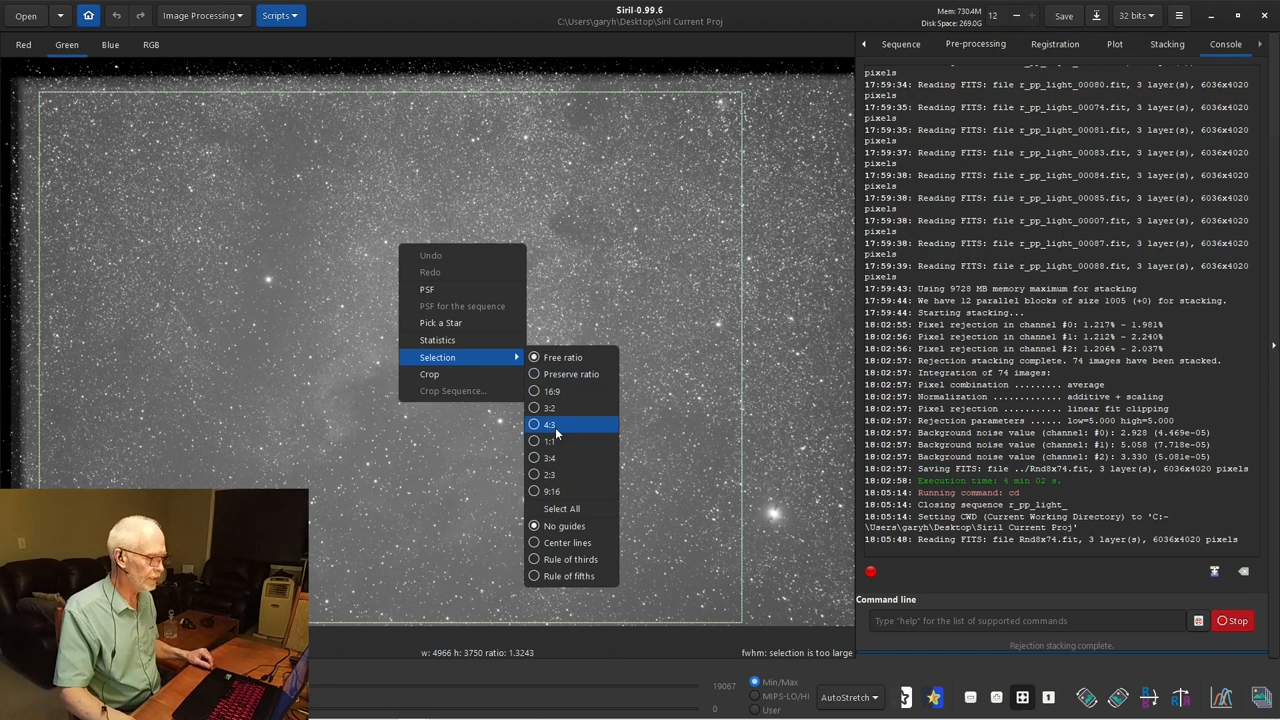 Open
Image Processing
Scripts
Siril-0.99.6
C:\Users\garyh\Desktop\Siril Current Proj
Mem: 730.4M
Disk Space: 269.0G
12
Save
32 bits
Red
Green
Blue
RGB
Sequence
Pre-processing
Registration
Plot
Stacking
Console
pixels
17:59:34: Reading FITS: file r_pp_light_00080.fit, 3 layer(s), 6036x4020
pixels
17:59:35: Reading FITS: file r_pp_light_00074.fit, 3 layer(s), 6036x4020
pixels
17:59:35: Reading FITS: file r_pp_light_00081.fit, 3 layer(s), 6036x4020
pixels
17:59:37: Reading FITS: file r_pp_light_00083.fit, 3 layer(s), 6036x4020
pixels
17:59:38: Reading FITS: file r_pp_light_00084.fit, 3 layer(s), 6036x4020
pixels
17:59:38: Reading FITS: file r_pp_light_00085.fit, 3 layer(s), 6036x4020
pixels
17:59:38: Reading FITS: file r_pp_light_00007.fit, 3 layer(s), 6036x4020
pixels
17:59:38: Reading FITS: file r_pp_light_00087.fit, 3 layer(s), 6036x4020
pixels
17:59:39: Reading FITS: file r_pp_light_00088.fit, 3 layer(s), 6036x4020
pixels
17:59:43: Using 9728 MB memory maximum for stacking
17:59:44: We have 12 parallel blocks of size 1005 (+0) for stacking.
17:59:44: Starting stacking...
18:02:55: Pixel rejection in channel #0: 1.217% - 1.981%
18:02:56: Pixel rejection in channel #1: 1.212% - 2.240%
18:02:56: Pixel rejection in channel #2: 1.206% - 2.037%
18:02:57: Rejection stacking complete. 74 images have been stacked.
18:02:57: Integration of 74 images:
18:02:57: Pixel combination ......... average
18:02:57: Normalization ............. additive + scaling
18:02:57: Pixel rejection ........... linear fit clipping
18:02:57: Rejection parameters ...... low=5.000 high=5.000
18:02:57: Background noise value (channel: #0): 2.928 (4.469e-05)
18:02:57: Background noise value (channel: #1): 5.058 (7.718e-05)
18:02:57: Background noise value (channel: #2): 3.330 (5.081e-05)
18:02:57: Saving FITS: file ../Rnd8x74.fit, 3 layer(s), 6036x4020 pixels
18:02:58: Execution time: 4 min 02 s.
18:05:14: Running command: cd
18:05:14: Closing sequence r_pp_light_
18:05:14: Setting CWD (Current Working Directory) to 'C:-
\Users\garyh\Desktop\Siril Current Proj'
18:05:48: Reading FITS: file Rnd8x74.fit, 3 layer(s), 6036x4020 pixels
Undo
Redo
PSF
PSF for the sequence
Pick a Star
Statistics
Selection
Crop
Crop Sequence...
Free ratio
Preserve ratio
16:9
3:2
4:3
1:1
3:4
2:3
9:16
Select All
No guides
Center lines
Rule of thirds
Rule of fifths
Command line
Type "help" for the list of supported commands
Stop
Rejection stacking complete.
w: 4966 h: 3750 ratio: 1.3243
fwhm: selection is too large
19067
0
Min/Max
MIPS-LO/HI
User
AutoStretch
1
R
B
R R